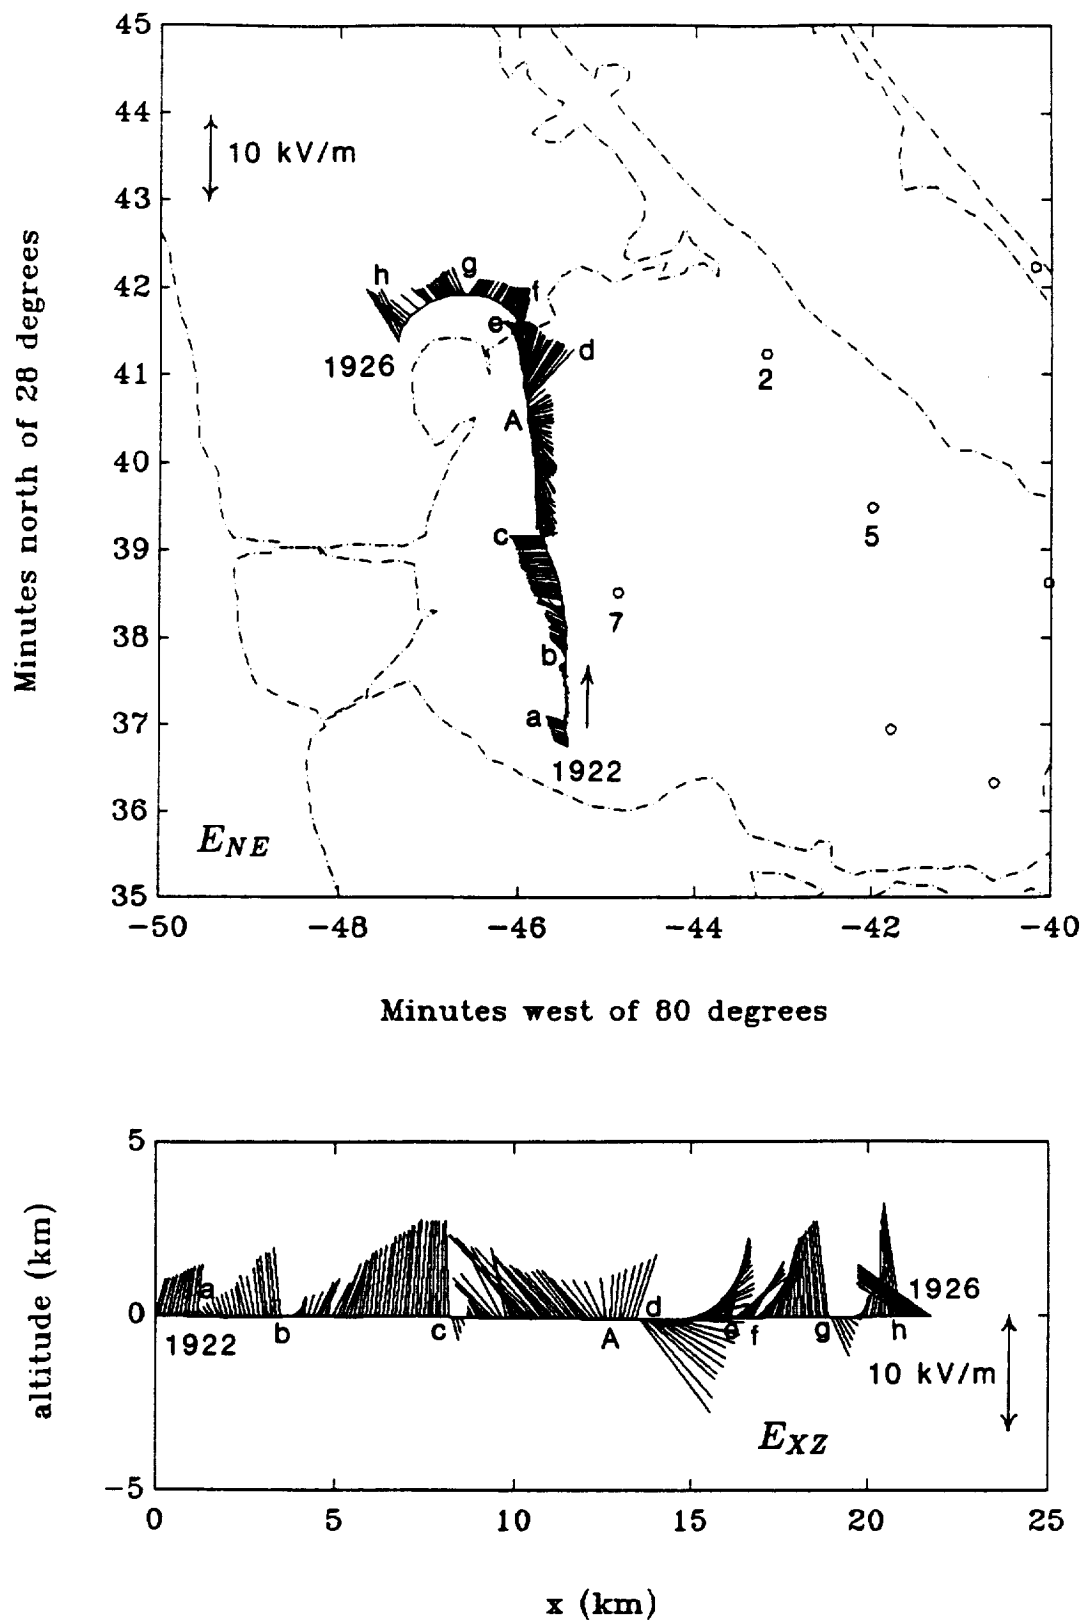 45
44
10 kV/m
43
42
h
g
f
e
d
1926
41
2
A
40
5
c
39
7
38
b
a
37
1922
36
E_NE
35
-50
-48
-46
-44
-42
-40
Minutes north of 28 degrees
Minutes west of 80 degrees
5
a
1926
0
d
1922
b
c
A
e
f
g
h
10 kV/m
E_XZ
-5
0
5
10
15
20
25
altitude (km)
x (km)